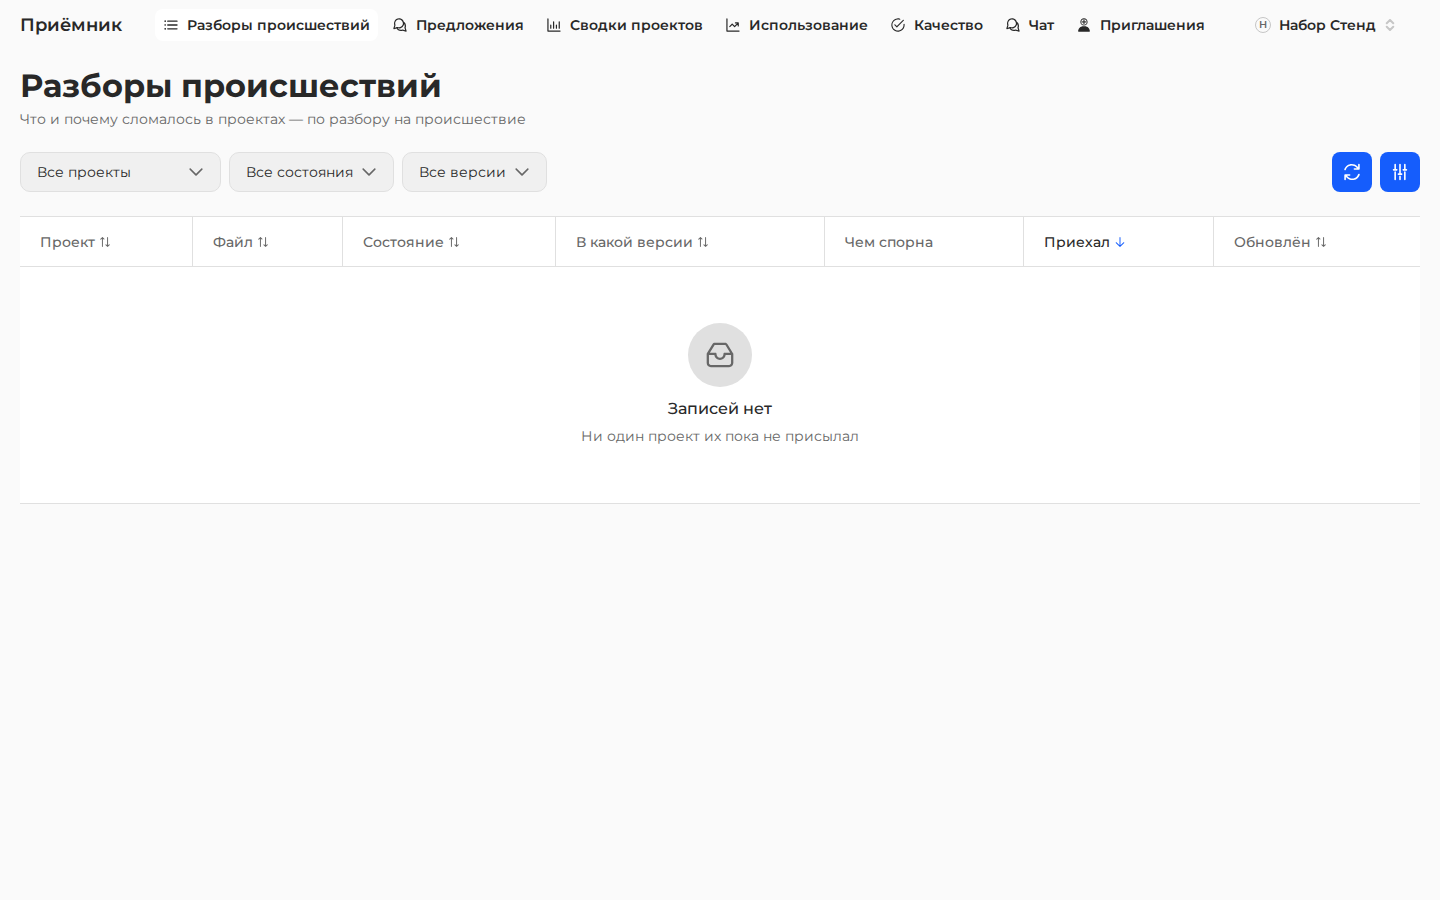 Приёмник
Разборы происшествий
Предложения
Сводки проектов
Использование
Качество
Чат
Приглашения
Н
Набор Стенд
Разборы происшествий
Что и почему сломалось в проектах — по разбору на происшествие
Все проекты
Все состояния
Все версии
Проект
Файл
Состояние
В какой версии
Чем спорна
Приехал
Обновлён
Записей нет
Ни один проект их пока не присылал